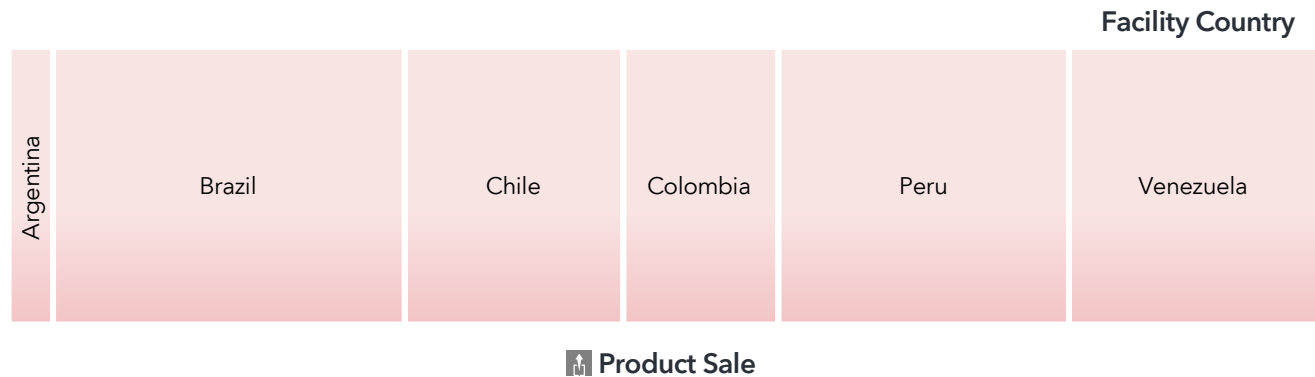 Facility Country
Argentina
Brazil
Chile
Colombia
Peru
Venezuela
Product Sale